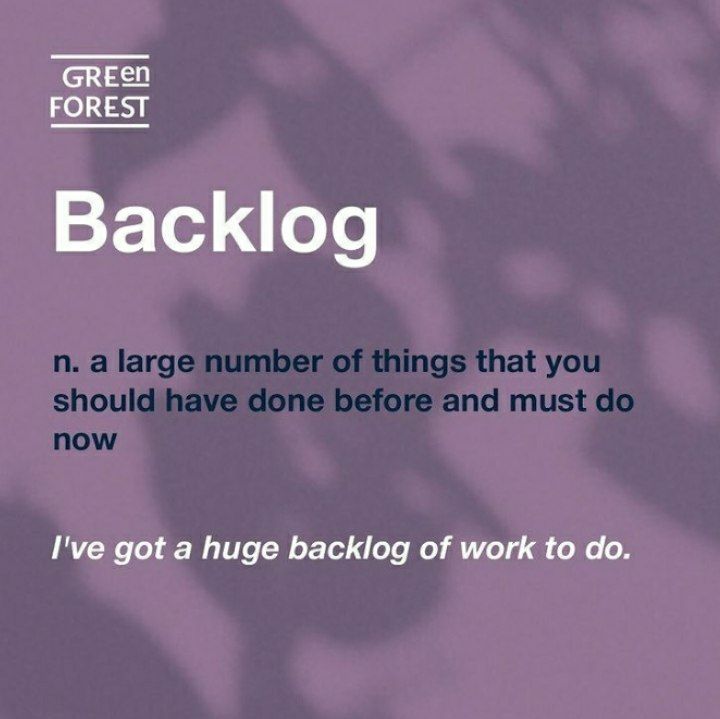 GREen
FOREST
Backlog
n. a large number of things that you
should have done before and must do
now
I've got a huge backlog of work to do.